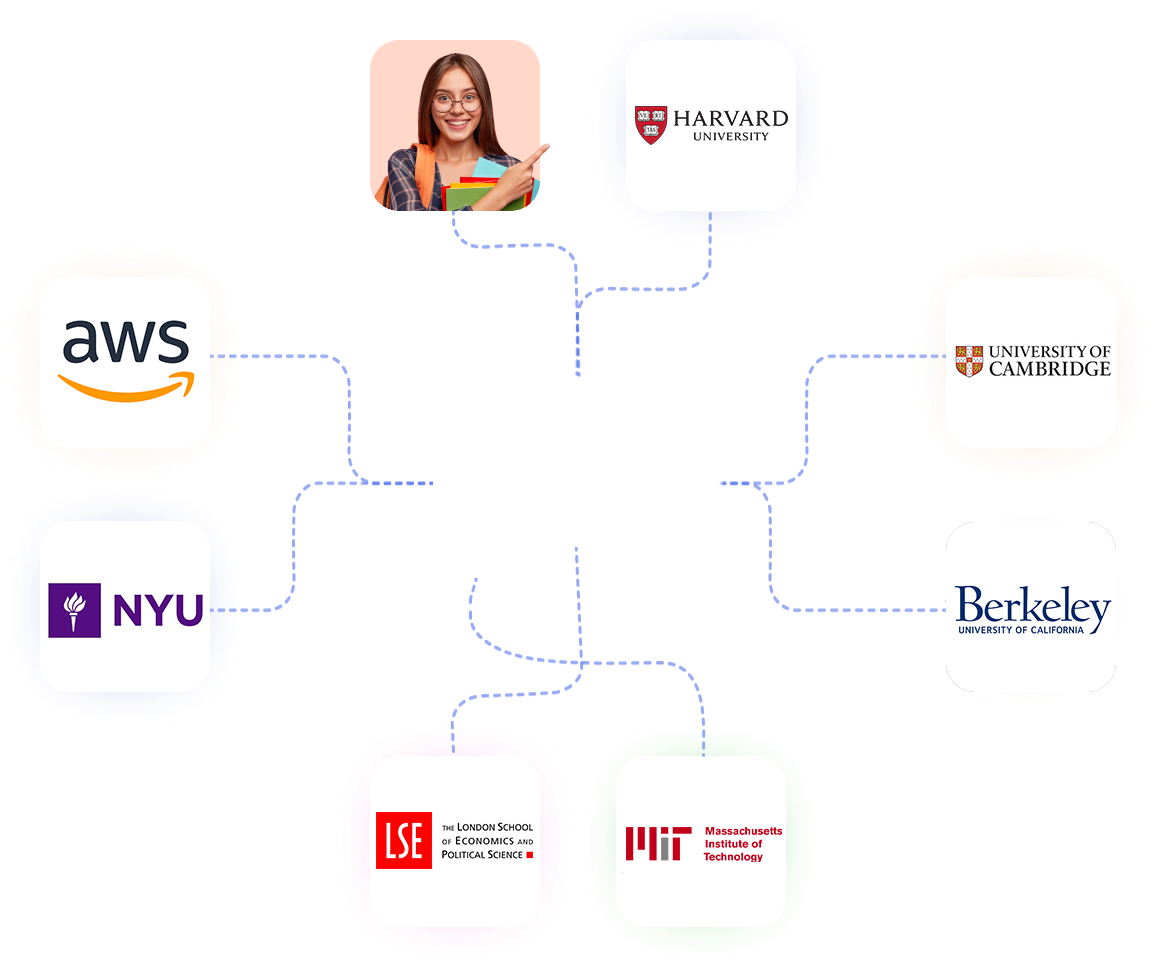 HARVARD
UNIVERSITY
aws
UNIVERSITY OF
CAMBRIDGE
NYU
Berkeley
UNIVERSITY OF CALIFORNIA
LSE
THE LONDON SCHOOL
OF ECONOMICS AND
POLITICAL SCIENCE
MiT
Massachusetts
Institute of
Technology